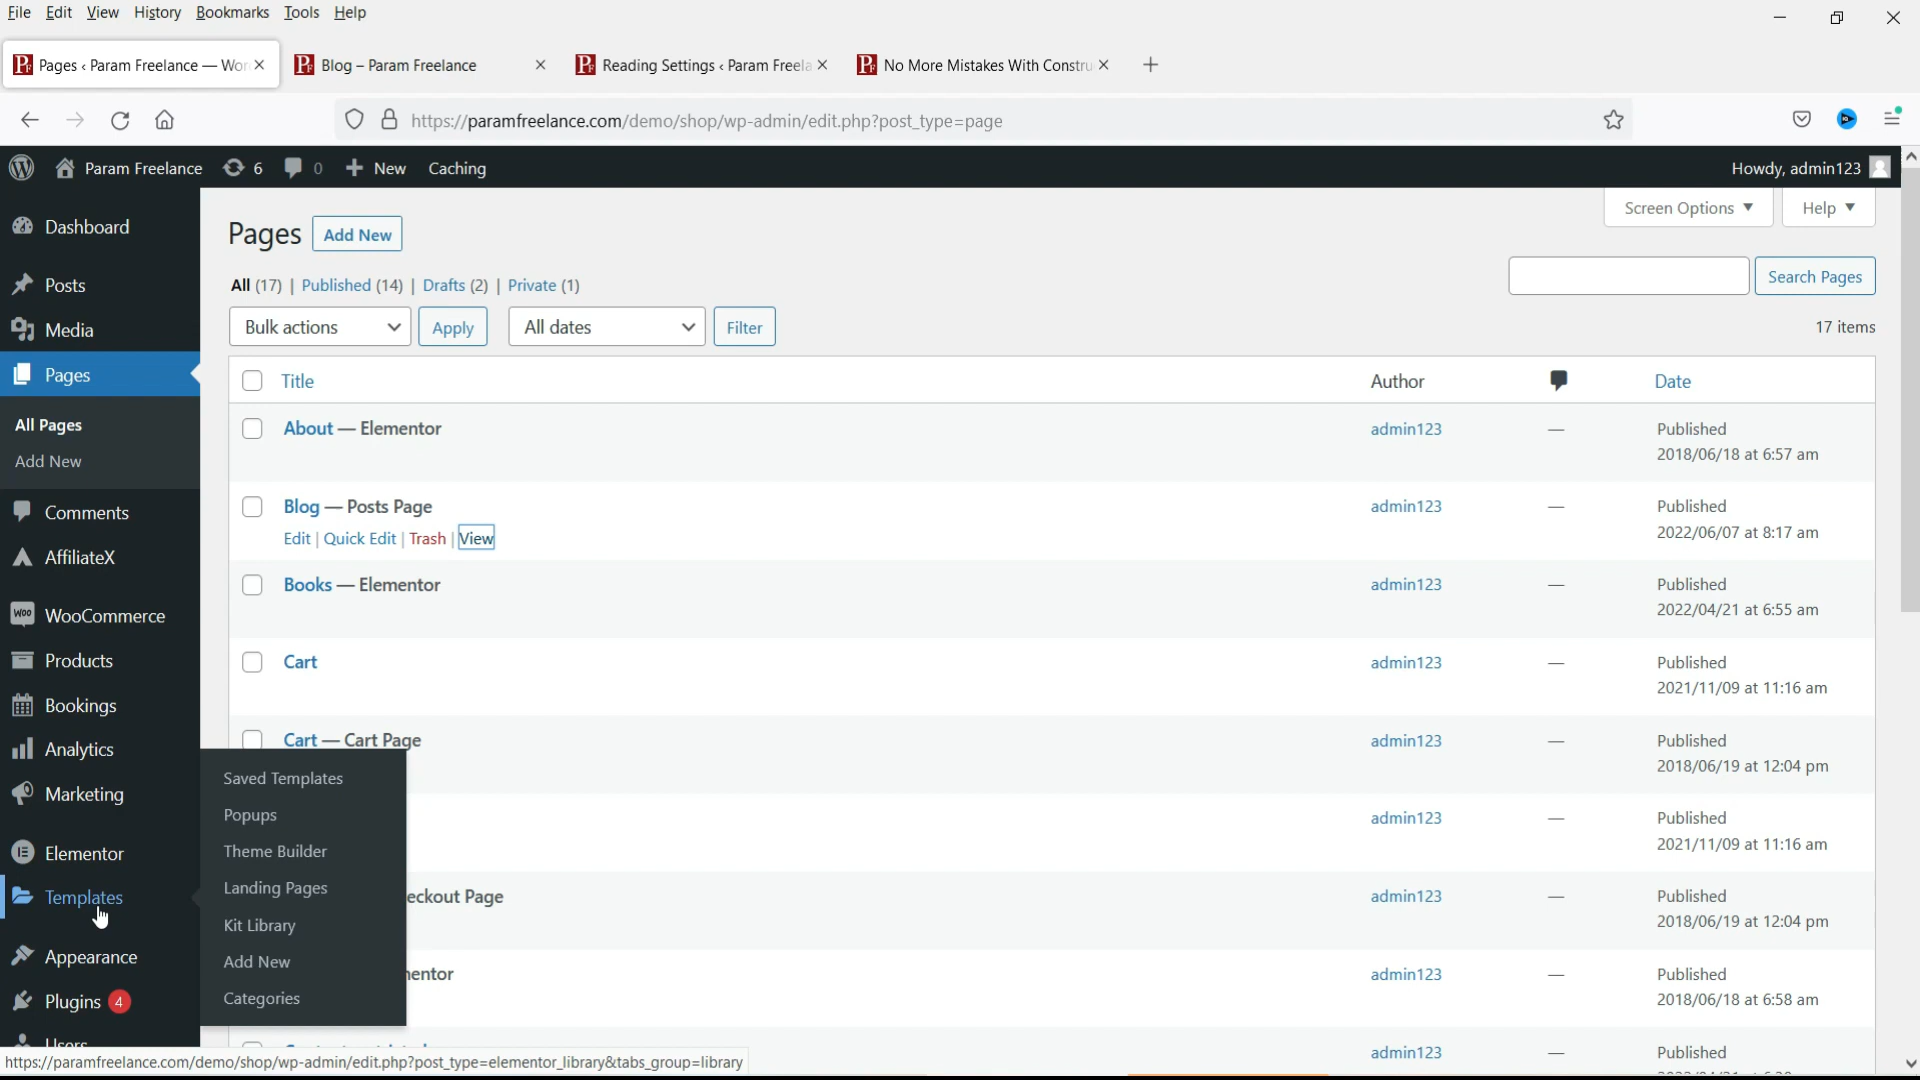 File Edit View History Bookmarks Tools Help
Pages ‹ Param Freelance — Wor
Blog – Param Freelance
Reading Settings ‹ Param Freela
No More Mistakes With Constru
https://paramfreelance.com/demo/shop/wp-admin/edit.php?post_type=page
Param Freelance 6 0 New Caching Howdy, admin123
Screen Options Help
Dashboard
Posts
Media
Pages
All Pages
Add New
Comments
AffiliateX
WooCommerce
Products
Bookings
Analytics
Marketing
Elementor
Templates
Appearance
Plugins 4
Users
Saved Templates
Popups
Theme Builder
Landing Pages
Kit Library
Add New
Categories
Pages Add New
All (17) | Published (14) | Drafts (2) | Private (1)
Search Pages
Bulk actions Apply All dates Filter 17 items
Title Author Date
About — Elementor admin123 — Published
2018/06/18 at 6:57 am
Blog — Posts Page admin123 — Published
Edit | Quick Edit | Trash | View 2022/06/07 at 8:17 am
Books — Elementor admin123 — Published
2022/04/21 at 6:55 am
Cart admin123 — Published
2021/11/09 at 11:16 am
Cart — Cart Page admin123 — Published
2018/06/19 at 12:04 pm
admin123 — Published
2021/11/09 at 11:16 am
eckout Page admin123 — Published
2018/06/19 at 12:04 pm
entor admin123 — Published
2018/06/18 at 6:58 am
admin123 — Published
https://paramfreelance.com/demo/shop/wp-admin/edit.php?post_type=elementor_library&tabs_group=library